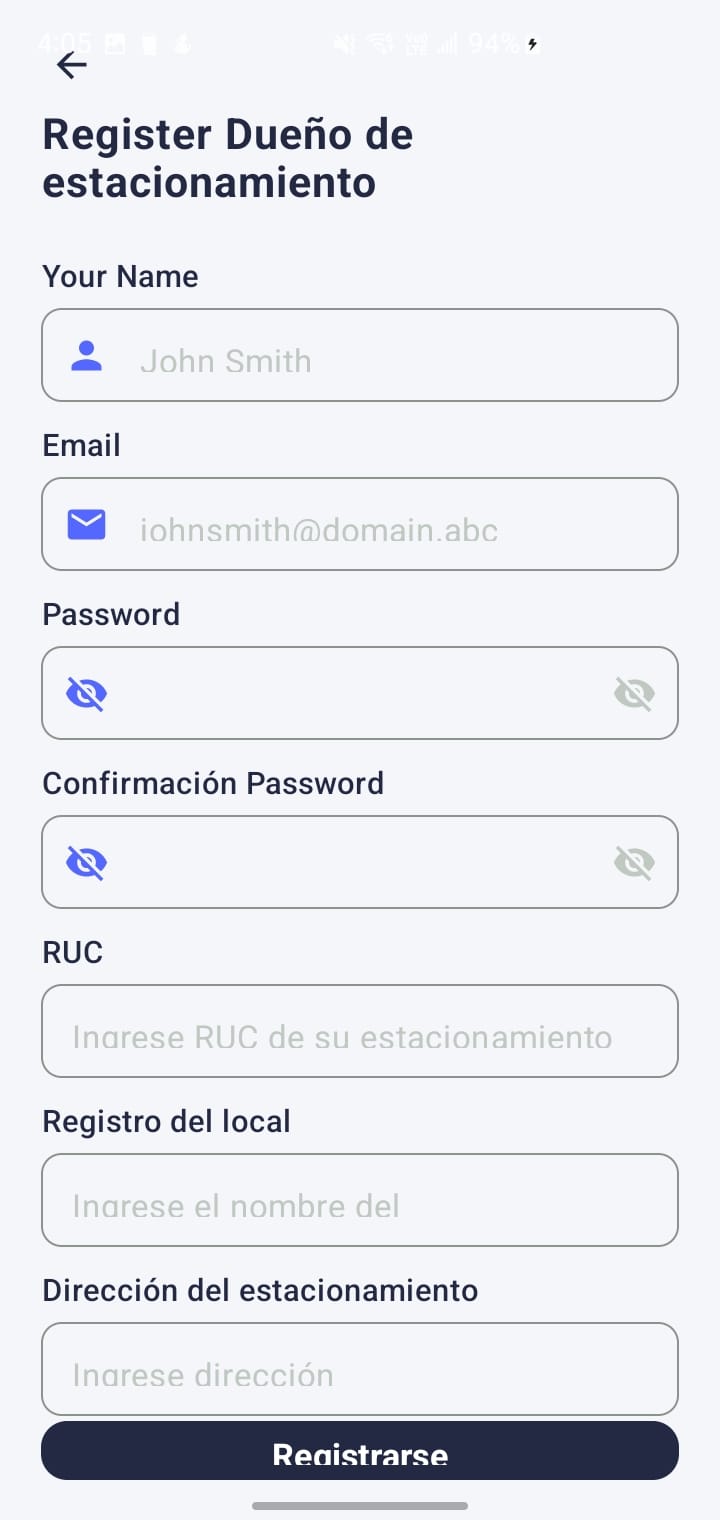 4:05 94%
Register Dueño de
estacionamiento
Your Name
John Smith
Email
johnsmith@domain.abc
Password
Confirmación Password
RUC
Ingrese RUC de su estacionamiento
Registro del local
Ingrese el nombre del
Dirección del estacionamiento
Ingrese dirección
Registrarse